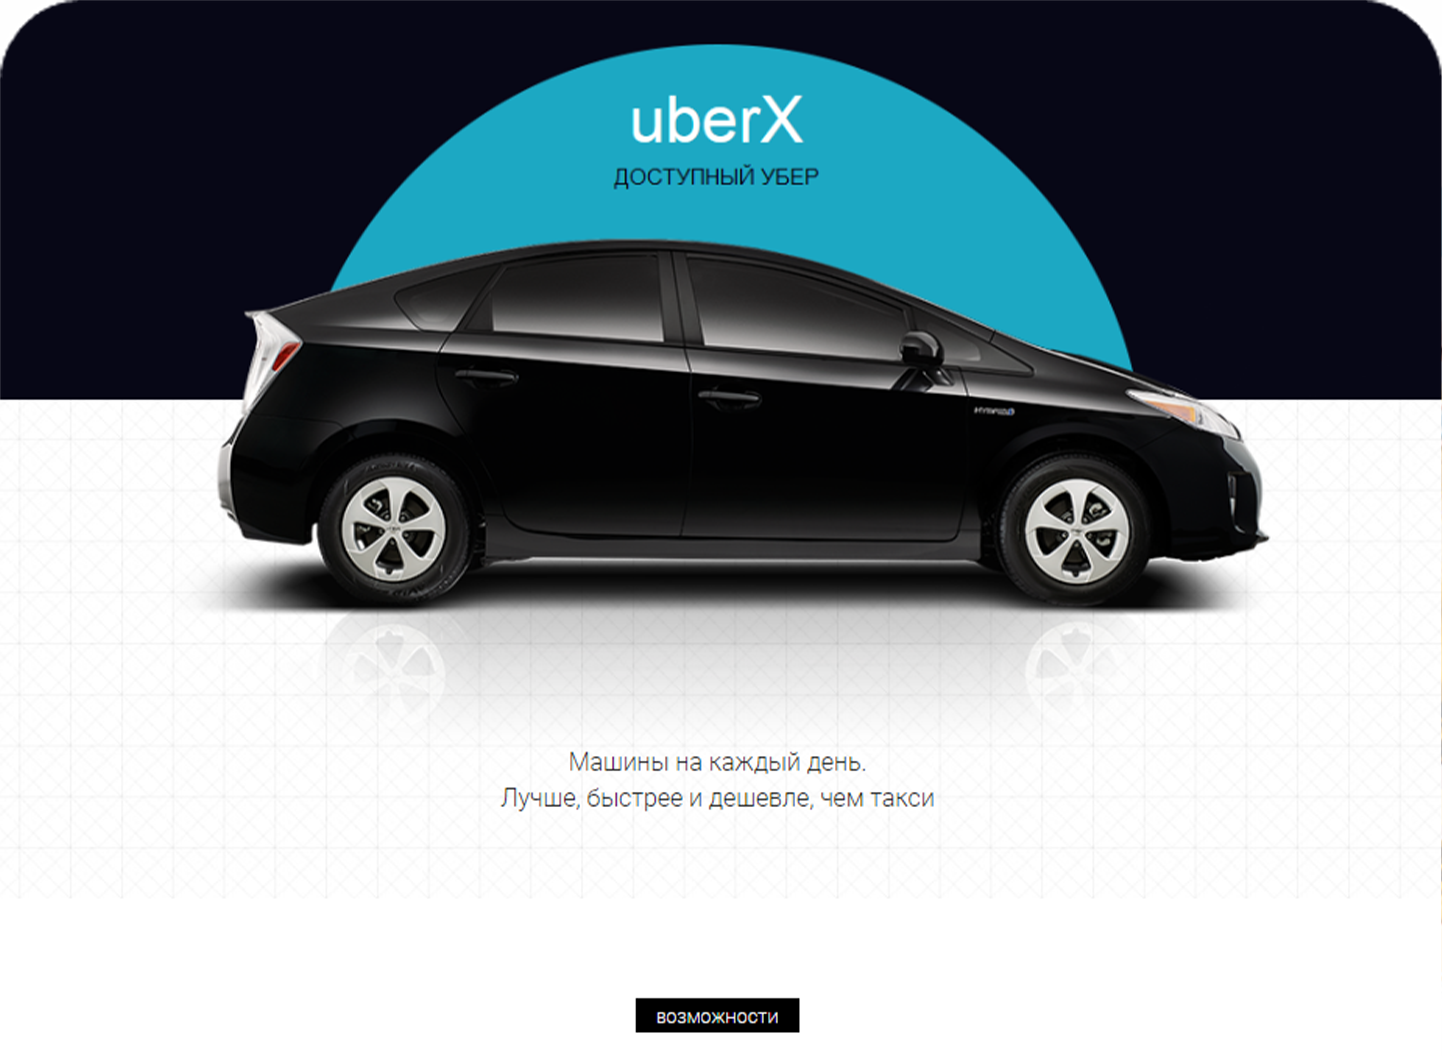 uberX
ДОСТУПНЫЙ УБЕР
HYBRID
Машины на каждый день.
Лучше, быстрее и дешевле, чем такси
ВОЗМОЖНОСТИ